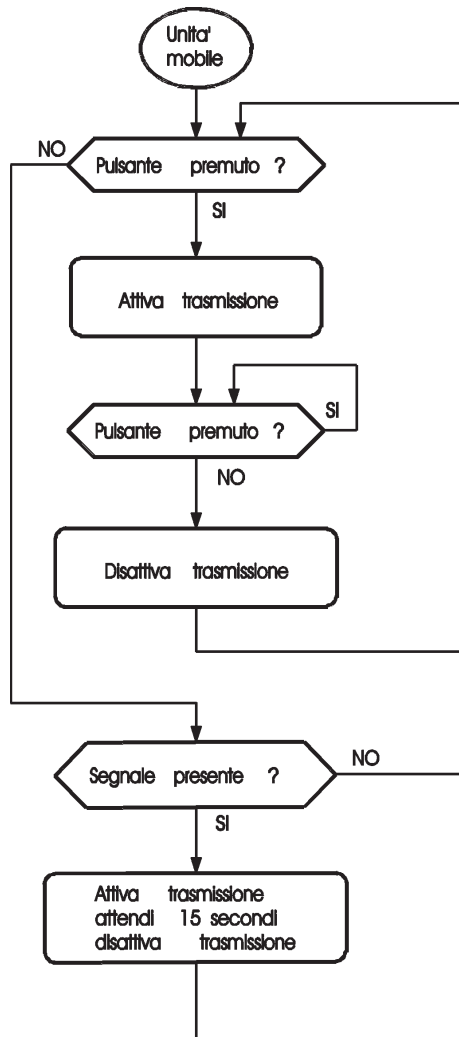 Unita'
mobile
NO
Pulsante premuto ?
SI
Attiva trasmissione
SI
Pulsante premuto ?
NO
Disattiva trasmissione
Segnale presente ?
NO
SI
Attiva trasmissione
attendi 15 secondi
disattiva trasmissione